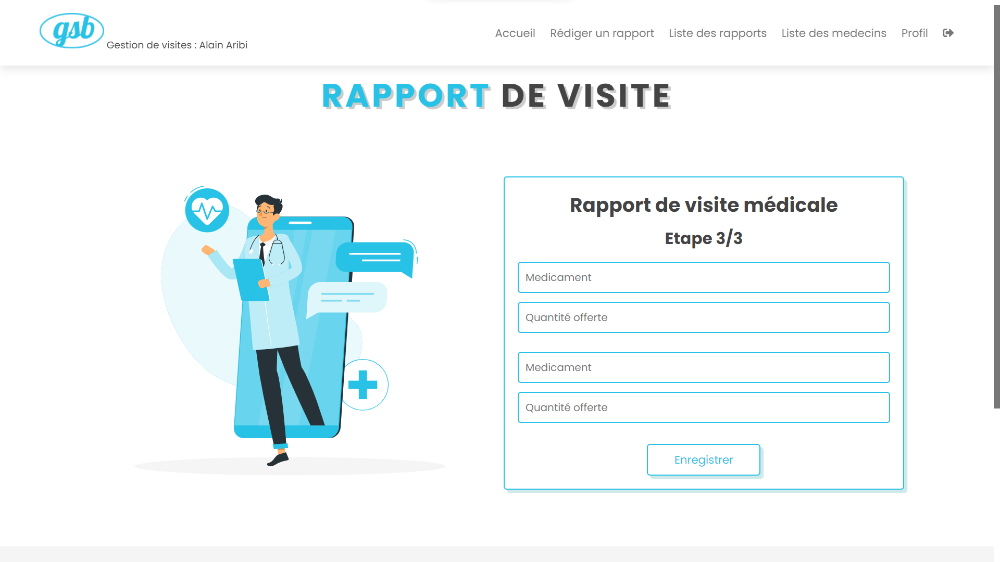 gsb
Gestion de visites : Alain Aribi
Accueil
Rédiger un rapport
Liste des rapports
Liste des medecins
Profil
RAPPORT DE VISITE
Rapport de visite médicale
Etape 3/3
Medicament
Quantité offerte
Medicament
Quantité offerte
Enregistrer